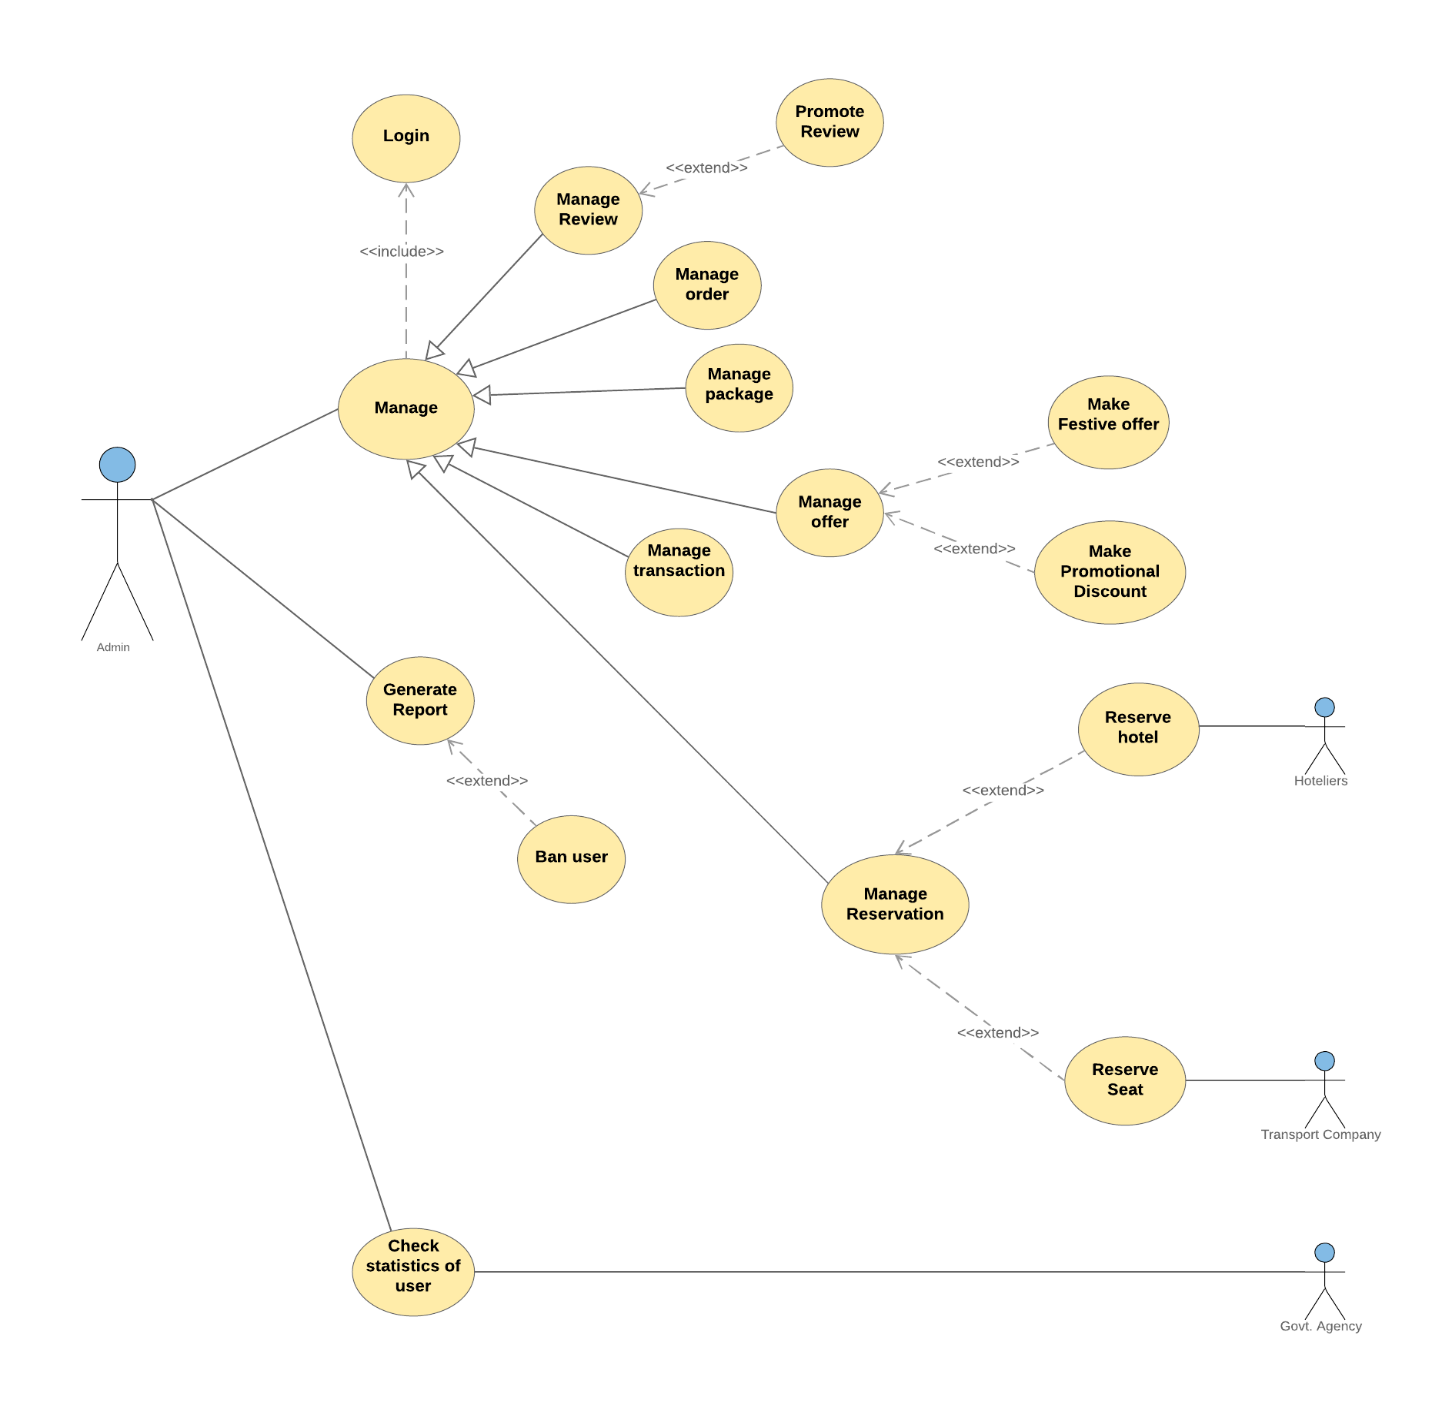 Promote
Review
Login
<<extend>>
Manage
Review
<<include>>
Manage
order
Manage
package
Manage
Make
Festive offer
<<extend>>
Manage
offer
Manage
transaction
<<extend>>
Make
Promotional
Discount
Admin
Generate
Report
Reserve
hotel
Hoteliers
<<extend>>
<<extend>>
Ban user
Manage
Reservation
<<extend>>
Reserve
Seat
Transport Company
Check
statistics of
user
Govt. Agency